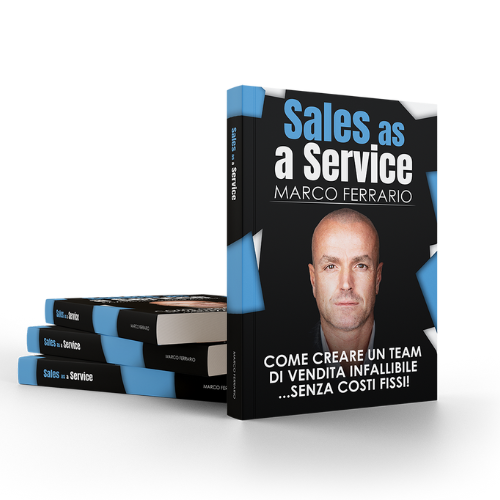 Sales as
a Service
MARCO FERRARIO
COME CREARE UN TEAM
DI VENDITA INFALLIBILE
...SENZA COSTI FISSI!
Sales as a Service
MARCO FERRARIO
Sales as a Service
MARCO FERRARIO
Sales as a Service
MARCO FERRARIO
Sales as a Service
MARCO FERR